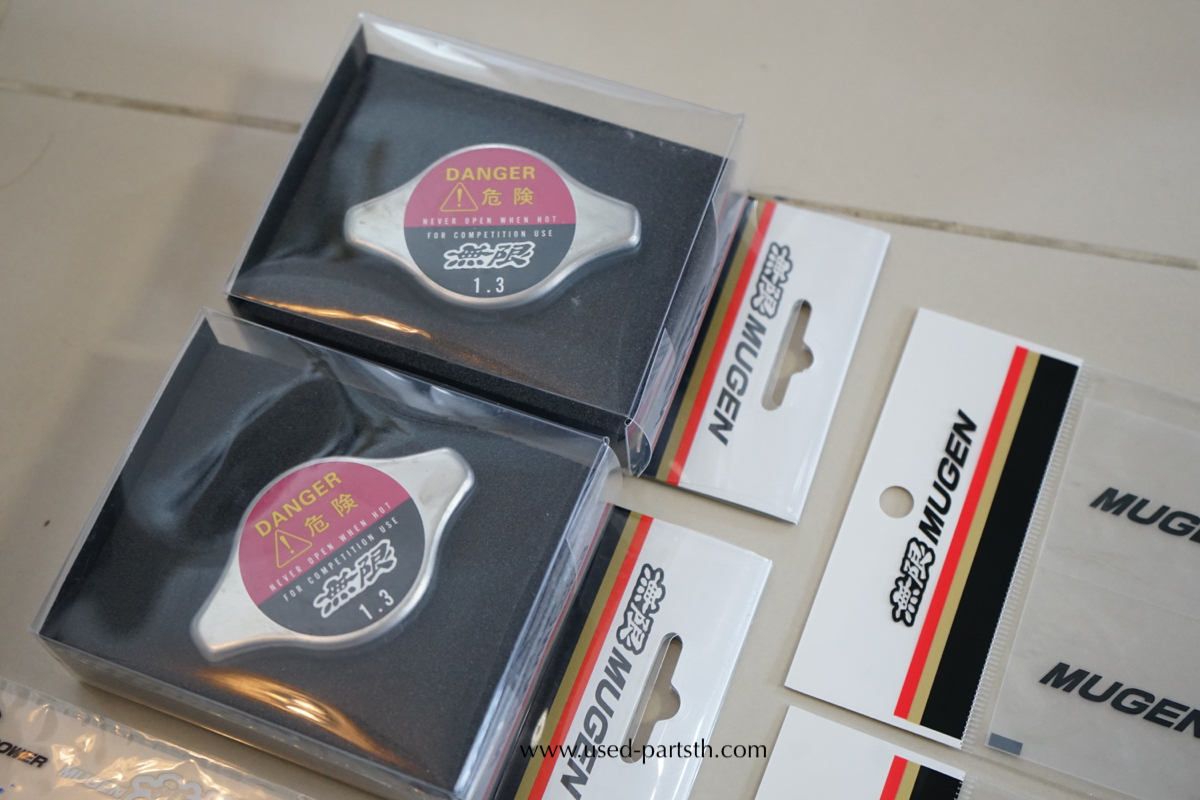 DANGER
危険
NEVER OPEN WHEN HOT
FOR COMPETITION USE
無限
1.3
無限 MUGEN
DANGER
危険
NEVER OPEN WHEN HOT
FOR COMPETITION USE
無限
1.3
無限 MUGEN
無限 MUGEN
MUGEN
POWER
MUGEN
www.used-partsth.com